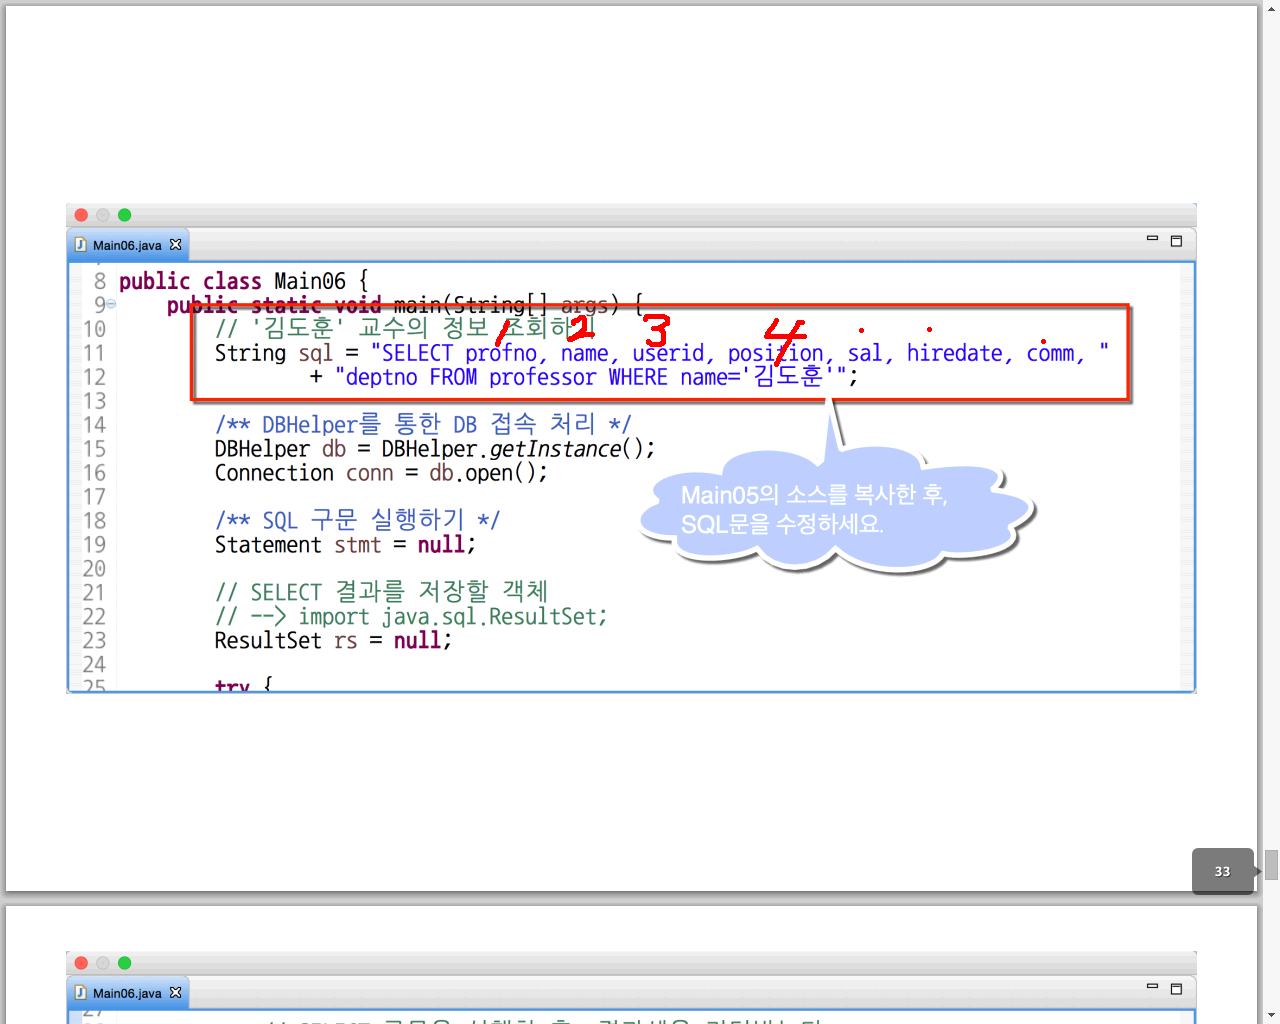 Main06.java
8 public class Main06 {
9 public static void main(String[] args) {
10 // '김도훈' 교수의 정보 조회하기
1 2 3 4
11 String sql = "SELECT profno, name, userid, position, sal, hiredate, comm, "
12 + "deptno FROM professor WHERE name='김도훈'";
13
14 /** DBHelper를 통한 DB 접속 처리 */
15 DBHelper db = DBHelper.getInstance();
16 Connection conn = db.open();
17
Main05의 소스를 복사한 후,
SQL문을 수정하세요.
18 /** SQL 구문 실행하기 */
19 Statement stmt = null;
20
21 // SELECT 결과를 저장할 객체
22 // --> import java.sql.ResultSet;
23 ResultSet rs = null;
24
25 try {
33
Main06.java
27